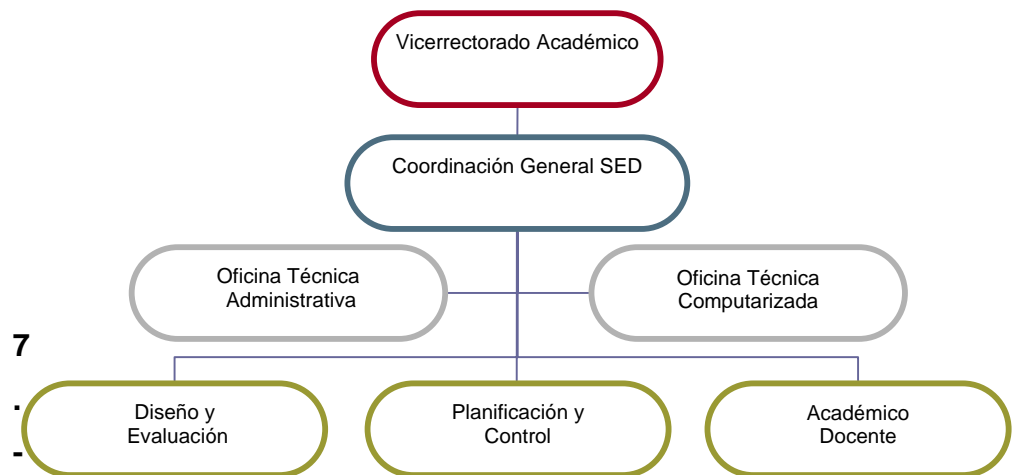 Vicerrectorado Académico
Coordinación General SED
Oficina Técnica
Administrativa
Oficina Técnica
Computarizada
7
.
-
Diseño y
Evaluación
Planificación y
Control
Académico
Docente